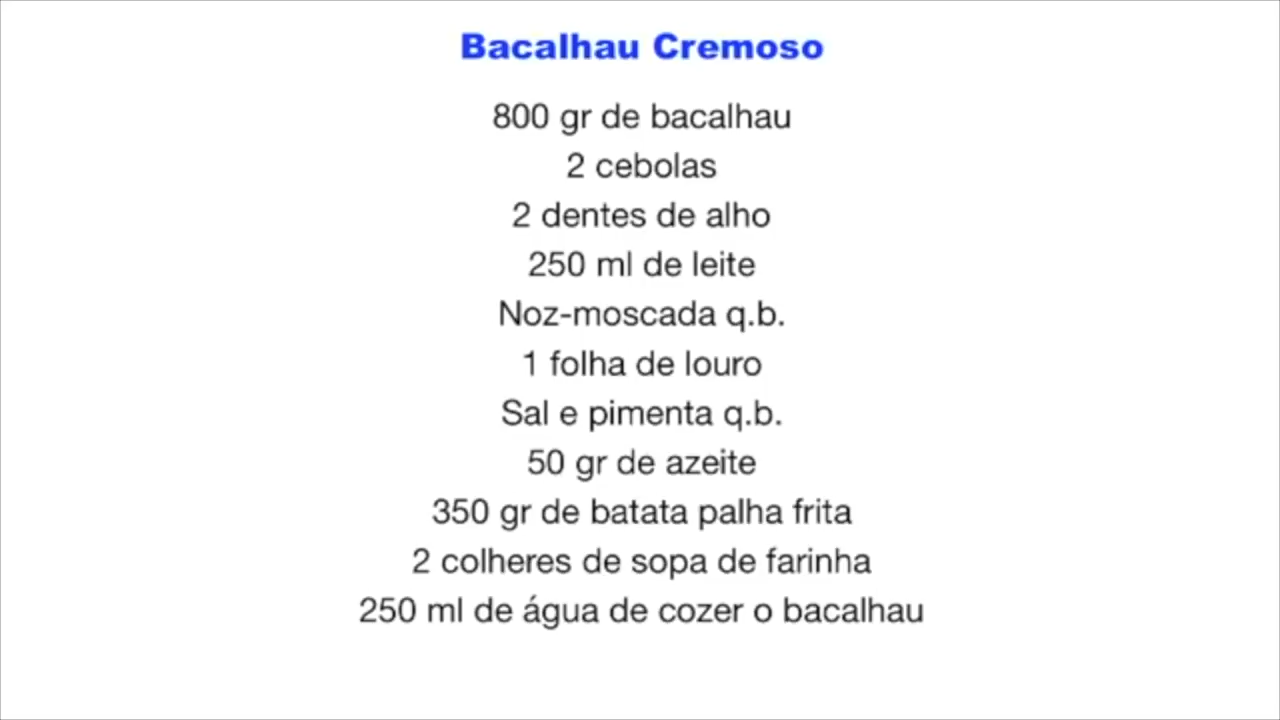 Bacalhau Cremoso
800 gr de bacalhau
2 cebolas
2 dentes de alho
250 ml de leite
Noz-moscada q.b.
1 folha de louro
Sal e pimenta q.b.
50 gr de azeite
350 gr de batata palha frita
2 colheres de sopa de farinha
250 ml de água de cozer o bacalhau